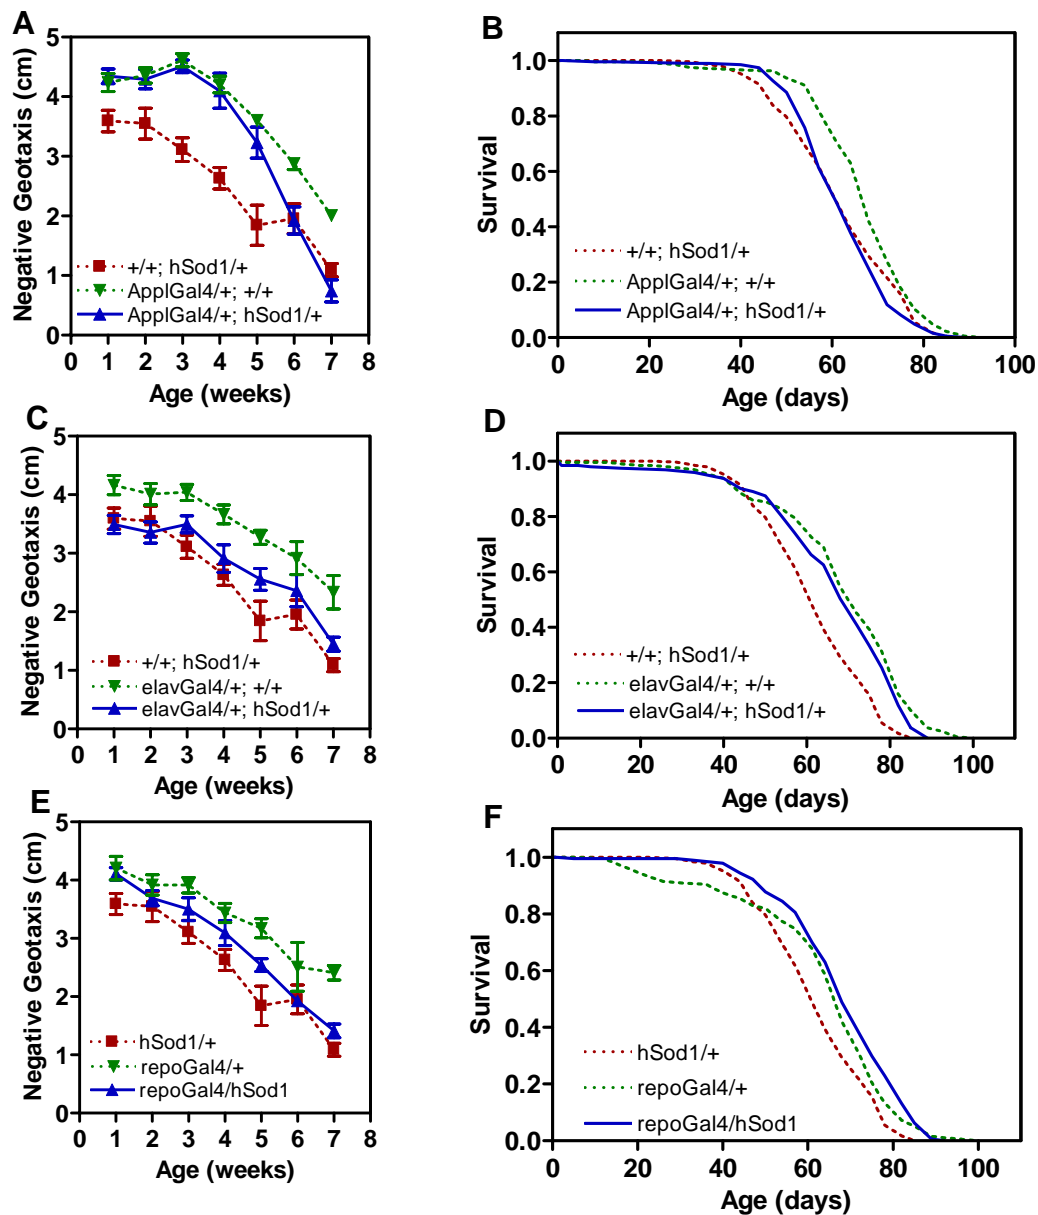 A
Negative Geotaxis (cm)
5
4
3
2
1
0
+/+; hSod1/+
ApplGal4/+; +/+
ApplGal4/+; hSod1/+
0 1 2 3 4 5 6 7 8
Age (weeks)
B
Survival
1.0
0.8
0.6
0.4
0.2
0.0
+/+; hSod1/+
ApplGal4/+; +/+
ApplGal4/+; hSod1/+
0 20 40 60 80 100
Age (days)
C
Negative Geotaxis (cm)
5
4
3
2
1
0
+/+; hSod1/+
elavGal4/+; +/+
elavGal4/+; hSod1/+
0 1 2 3 4 5 6 7 8
Age (weeks)
D
Survival
1.0
0.8
0.6
0.4
0.2
0.0
+/+; hSod1/+
elavGal4/+; +/+
elavGal4/+; hSod1/+
0 20 40 60 80 100
Age (days)
E
Negative Geotaxis (cm)
5
4
3
2
1
0
hSod1/+
repoGal4/+
repoGal4/hSod1
0 1 2 3 4 5 6 7 8
Age (weeks)
F
Survival
1.0
0.8
0.6
0.4
0.2
0.0
hSod1/+
repoGal4/+
repoGal4/hSod1
0 20 40 60 80 100
Age (days)